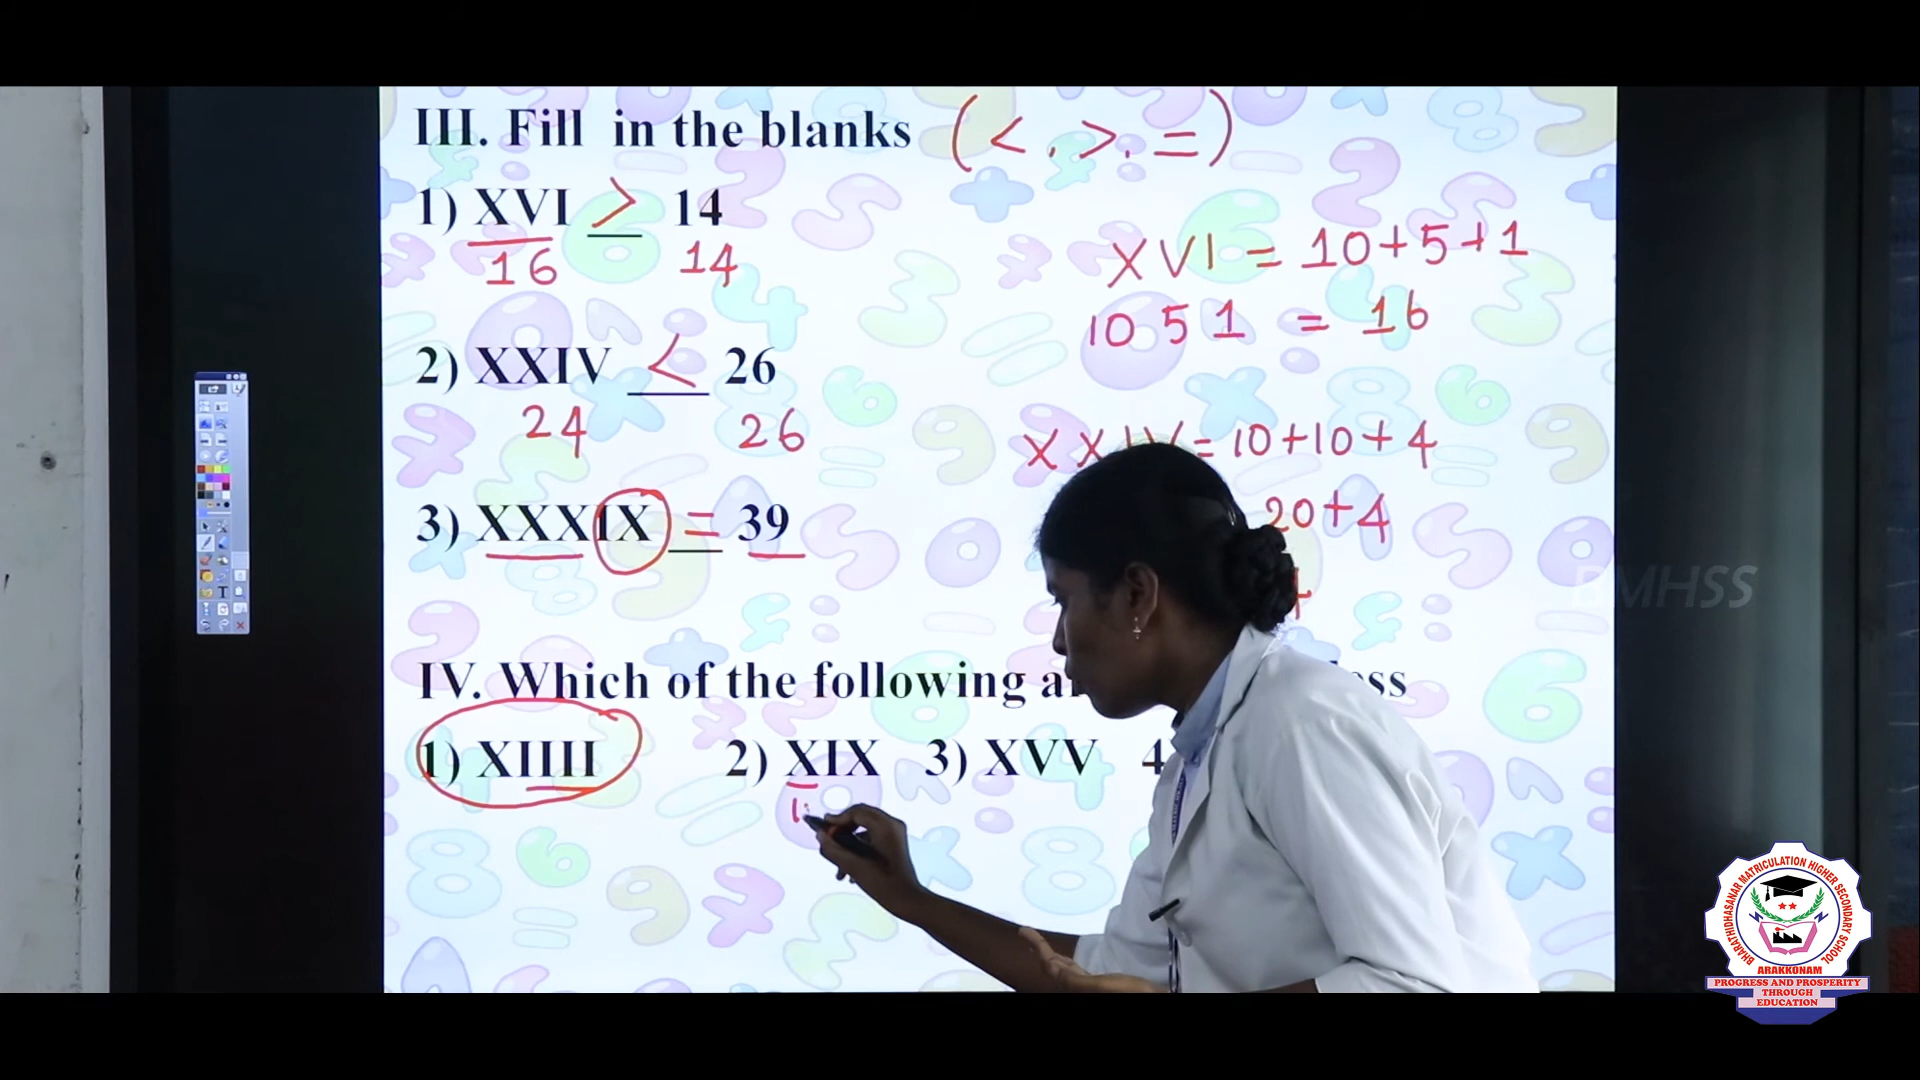 III. Fill in the blanks ( < , > , = )
1) XVI > 14
16 14
XVI = 10+5+1
10 5 1 = 16
2) XXIV < 26
24 26
X X IV = 10+10+4
20+4
3) XXXIX = 39
IV. Which of the following
1) XIIII 2) XIX 3) XVV 4
BMHSS
BHARATHIDHASANAR MATRICULATION HIGHER SECONDARY SCHOOL
ARAKKONAM
PROGRESS AND PROSPERITY
THROUGH
EDUCATION